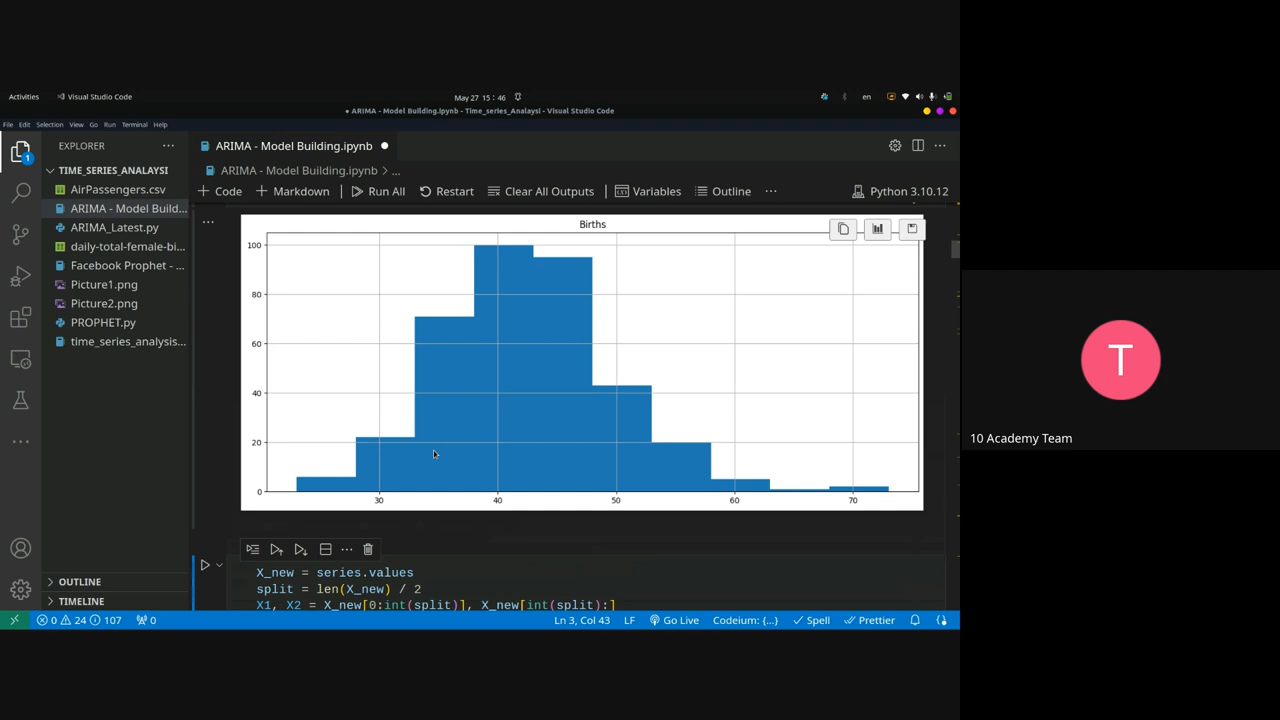 Activities Visual Studio Code May 27 15 : 46 en
• ARIMA - Model Building.ipynb - Time_series_Analaysi - Visual Studio Code
File Edit Selection View Go Run Terminal Help
EXPLORER
TIME_SERIES_ANALAYSI
AirPassengers.csv
ARIMA - Model Build...
ARIMA_Latest.py
daily-total-female-bi...
Facebook Prophet - ...
Picture1.png
Picture2.png
PROPHET.py
time_series_analysis...
OUTLINE
TIMELINE
1
ARIMA - Model Building.ipynb
ARIMA - Model Building.ipynb > ...
+ Code + Markdown Run All Restart Clear All Outputs Variables Outline ... Python 3.10.12
Births
100
80
60
40
20
0
30 40 50 60 70
X_new = series.values
split = len(X_new) / 2
X1, X2 = X_new[0:int(split)], X_new[int(split):]
0 24 107 0 Ln 3, Col 43 LF Go Live Codeium: {...} Spell Prettier
T
10 Academy Team